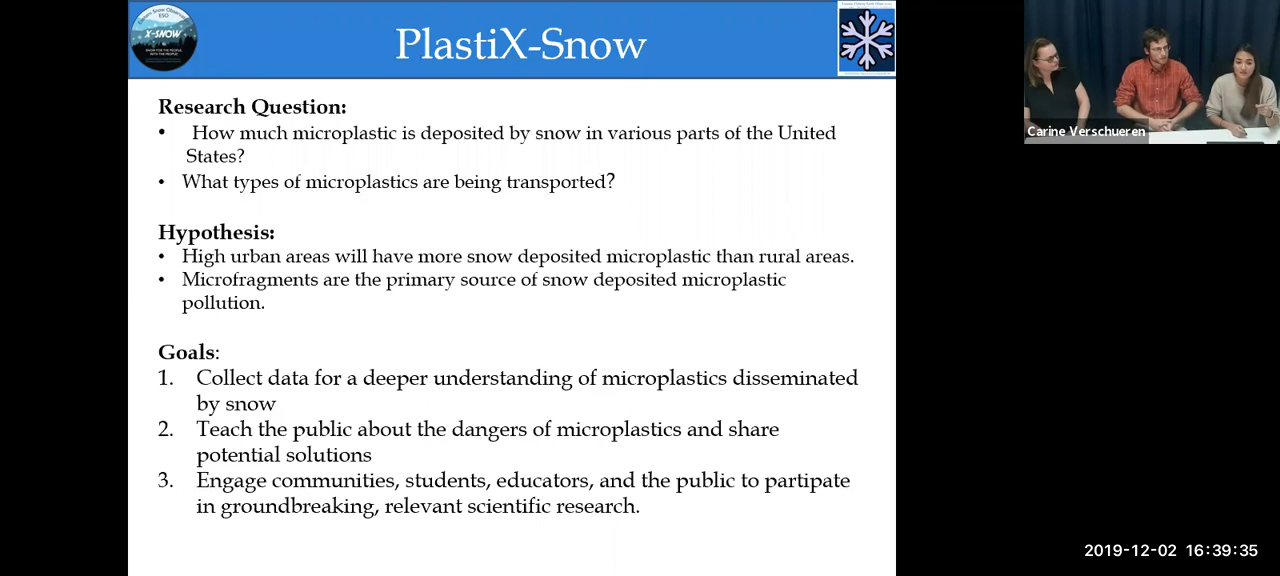 X-SNOW
PlastiX-Snow
Research Question:
• How much microplastic is deposited by snow in various parts of the United
States?
• What types of microplastics are being transported?
Hypothesis:
• High urban areas will have more snow deposited microplastic than rural areas.
• Microfragments are the primary source of snow deposited microplastic
pollution.
Goals:
1. Collect data for a deeper understanding of microplastics disseminated
by snow
2. Teach the public about the dangers of microplastics and share
potential solutions
3. Engage communities, students, educators, and the public to partipate
in groundbreaking, relevant scientific research.
Carine Verschueren
2019-12-02 16:39:35